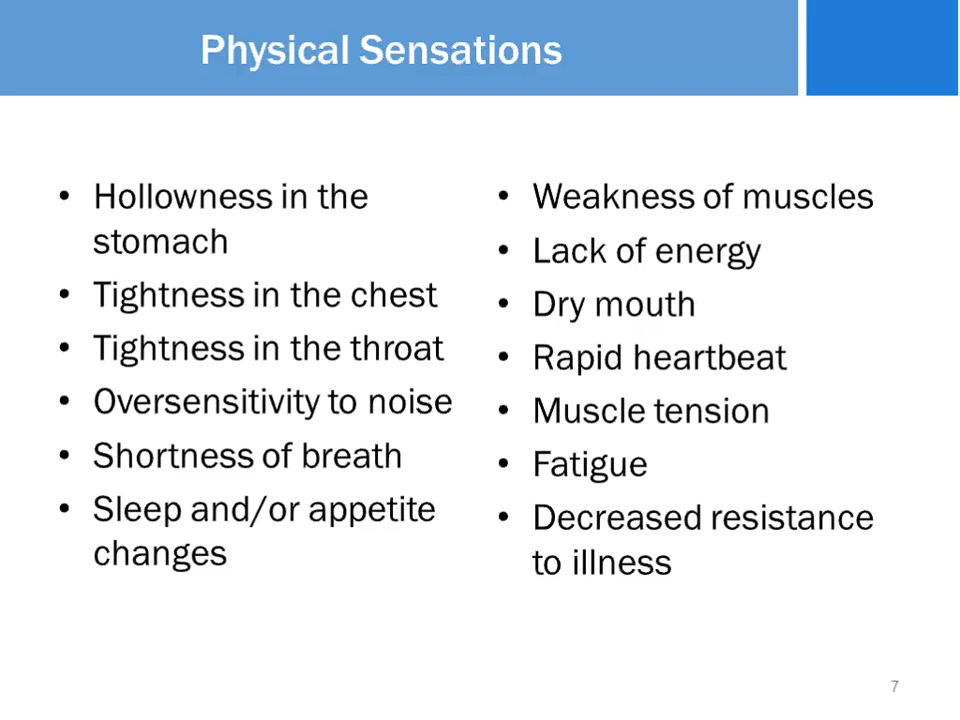 Physical Sensations
• Hollowness in the
stomach
• Tightness in the chest
• Tightness in the throat
• Oversensitivity to noise
• Shortness of breath
• Sleep and/or appetite
changes
• Weakness of muscles
• Lack of energy
• Dry mouth
• Rapid heartbeat
• Muscle tension
• Fatigue
• Decreased resistance
to illness
7